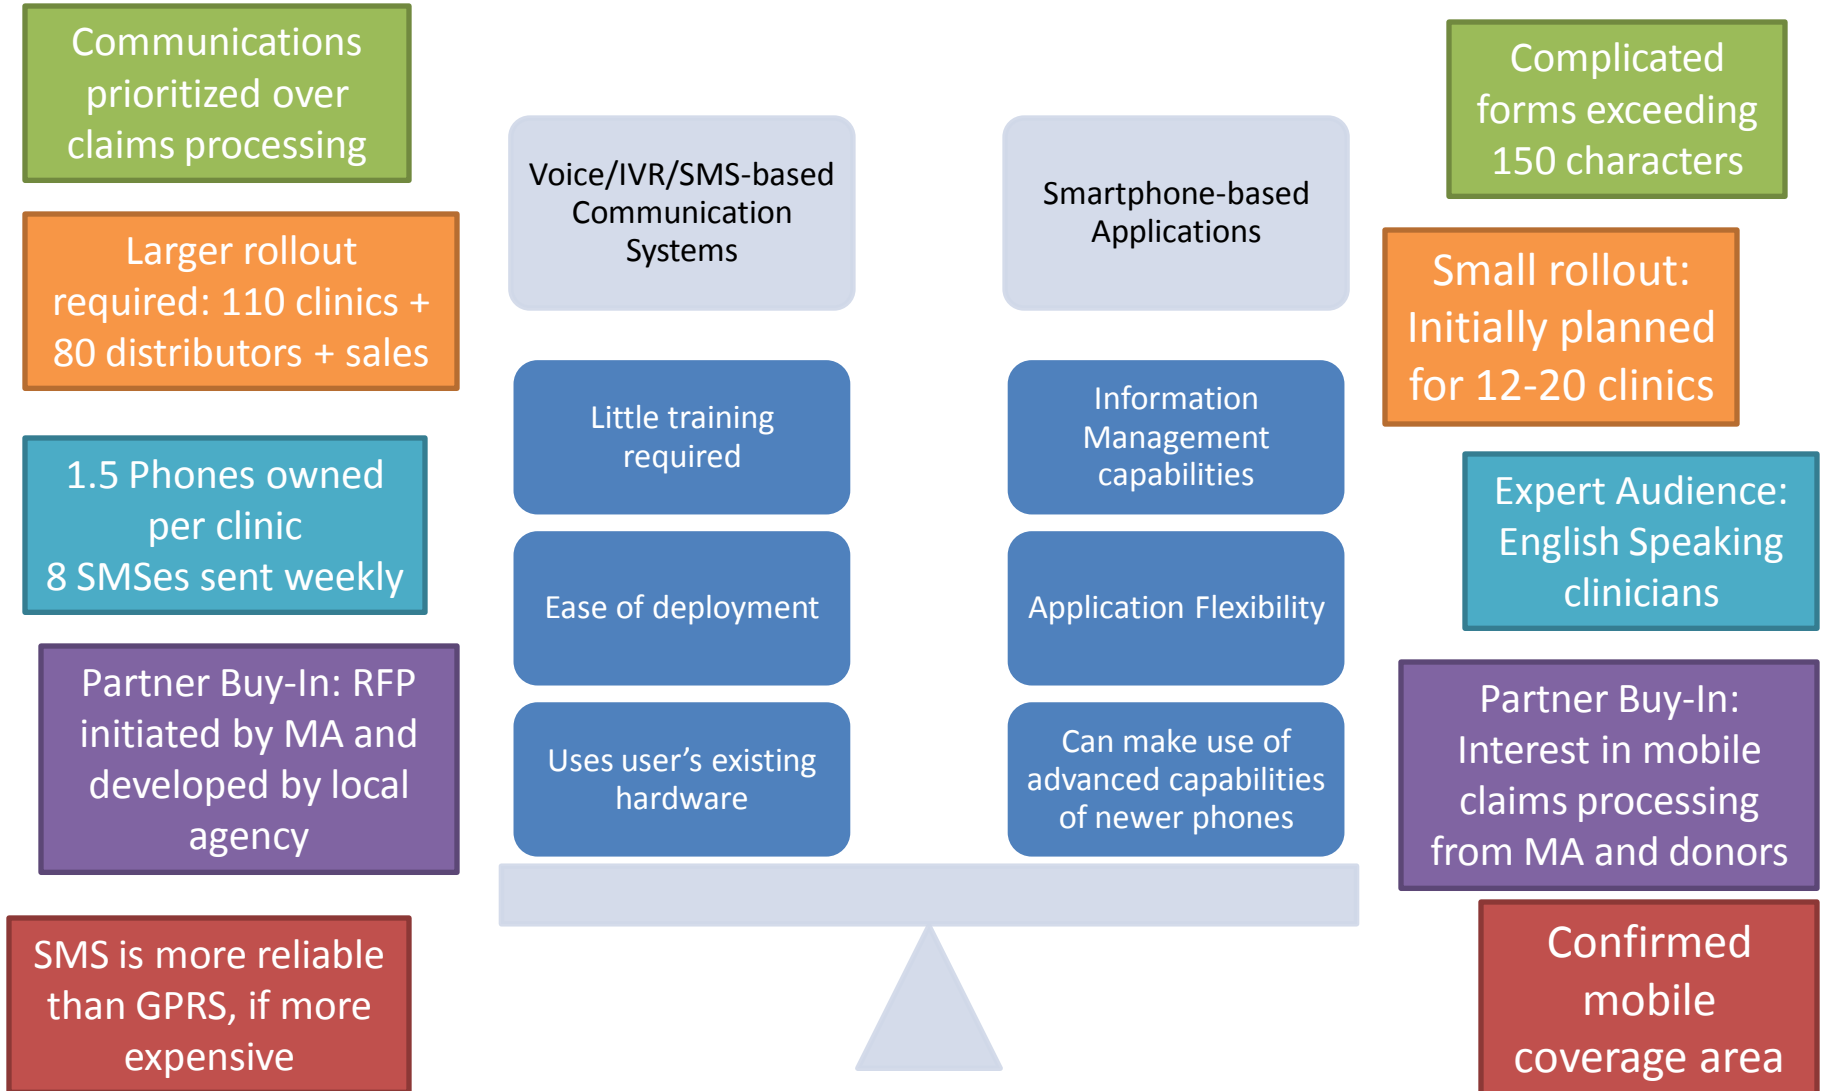 Communications
prioritized over
claims processing
Larger rollout
required: 110 clinics +
80 distributors + sales
1.5 Phones owned
per clinic
8 SMSes sent weekly
Partner Buy-In: RFP
initiated by MA and
developed by local
agency
SMS is more reliable
than GPRS, if more
expensive
Voice/IVR/SMS-based
Communication
Systems
Little training
required
Ease of deployment
Uses user’s existing
hardware
Smartphone-based
Applications
Information
Management
capabilities
Application Flexibility
Can make use of
advanced capabilities
of newer phones
Complicated
forms exceeding
150 characters
Small rollout:
Initially planned
for 12-20 clinics
Expert Audience:
English Speaking
clinicians
Partner Buy-In:
Interest in mobile
claims processing
from MA and donors
Confirmed
mobile
coverage area